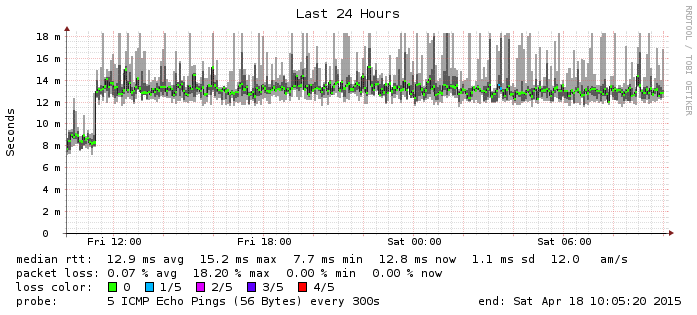 Last 24 Hours
RRDTOOL / TOBI OETIKER
Seconds
18 m
16 m
14 m
12 m
10 m
8 m
6 m
4 m
2 m
0
Fri 12:00 Fri 18:00 Sat 00:00 Sat 06:00
median rtt: 12.9 ms avg 15.2 ms max 7.7 ms min 12.8 ms now 1.1 ms sd 12.0 am/s
packet loss: 0.07 % avg 18.20 % max 0.00 % min 0.00 % now
loss color: 0 1/5 2/5 3/5 4/5
probe: 5 ICMP Echo Pings (56 Bytes) every 300s end: Sat Apr 18 10:05:20 2015